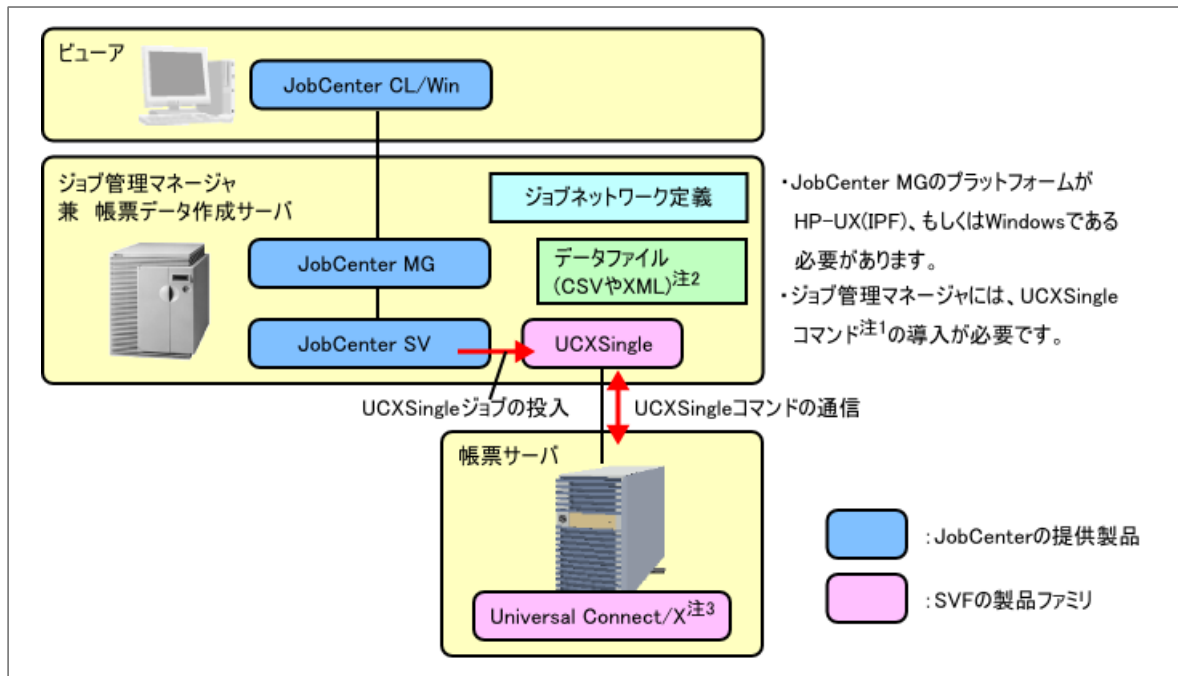 ビューア
JobCenter CL/Win
ジョブ管理マネージャ
兼 帳票データ作成サーバ
ジョブネットワーク定義
JobCenter MG
データファイル
(CSVやXML)注2
JobCenter SV
UCXSingle
UCXSingleジョブの投入
UCXSingleコマンドの通信
帳票サーバ
Universal Connect/X注3
・JobCenter MGのプラットフォームが
HP-UX(IPF)、もしくはWindowsである
必要があります。
・ジョブ管理マネージャには、UCXSingle
コマンド注1の導入が必要です。
:JobCenterの提供製品
:SVFの製品ファミリ